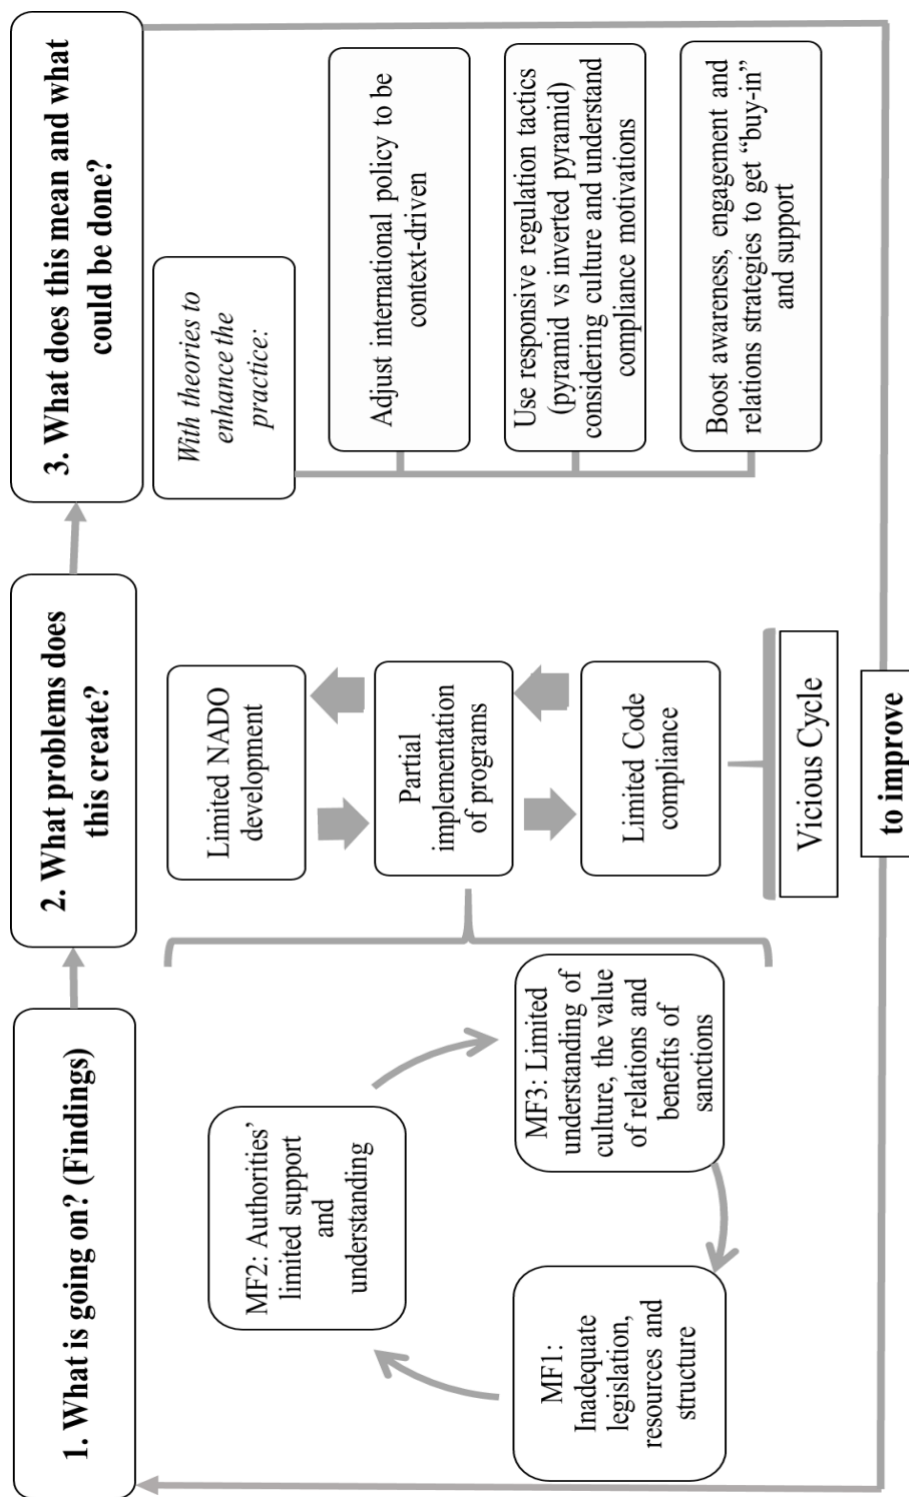 1. What is going on? (Findings)
MF2: Authorities’
limited support
and
understanding
MF1:
Inadequate
legislation,
resources and
structure
MF3: Limited
understanding of
culture, the value
of relations and
benefits of
sanctions
2. What problems does
this create?
Limited NADO
development
Partial
implementation
of programs
Limited Code
compliance
Vicious Cycle
3. What does this mean and what
could be done?
With theories to
enhance the
practice:
Adjust international policy to be
context-driven
Use responsive regulation tactics
(pyramid vs inverted pyramid)
considering culture and understand
compliance motivations
Boost awareness, engagement and
relations strategies to get “buy-in”
and support
to improve